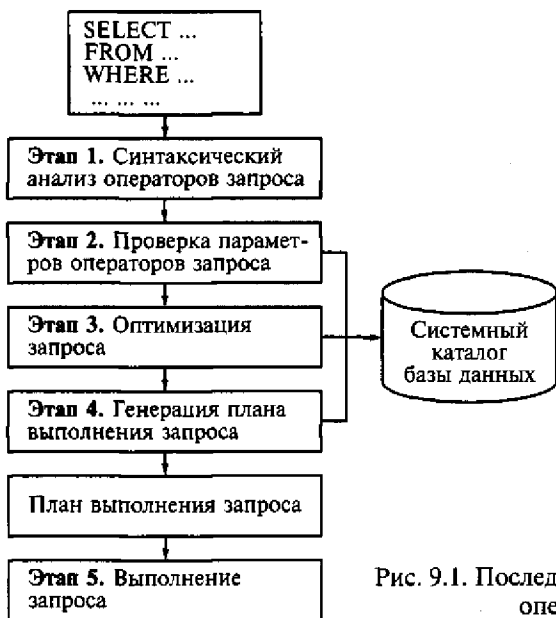 SELECT ...
FROM ...
WHERE ...
... ... ...
Этап 1. Синтаксический
анализ операторов запроса
Этап 2. Проверка парамет-
ров операторов запроса
Этап 3. Оптимизация
запроса
Этап 4. Генерация плана
выполнения запроса
Системный
каталог
базы данных
План выполнения запроса
Этап 5. Выполнение
запроса
Рис. 9.1. Послед
опе